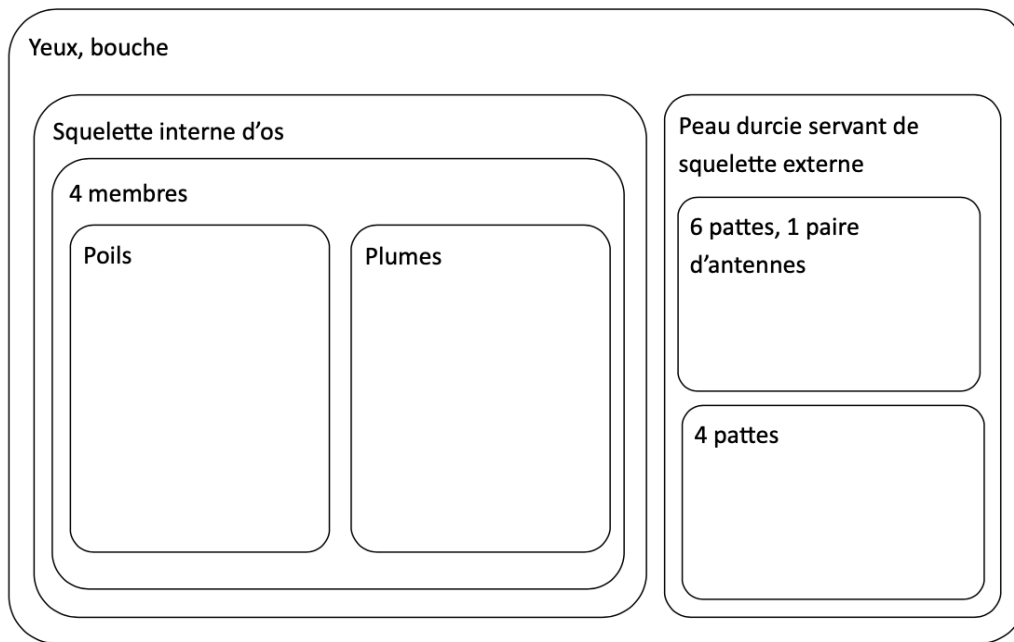 Yeux, bouche
Squelette interne d'os
4 membres
Poils
Plumes
Peau durcie servant de
squelette externe
6 pattes, 1 paire
d'antennes
4 pattes